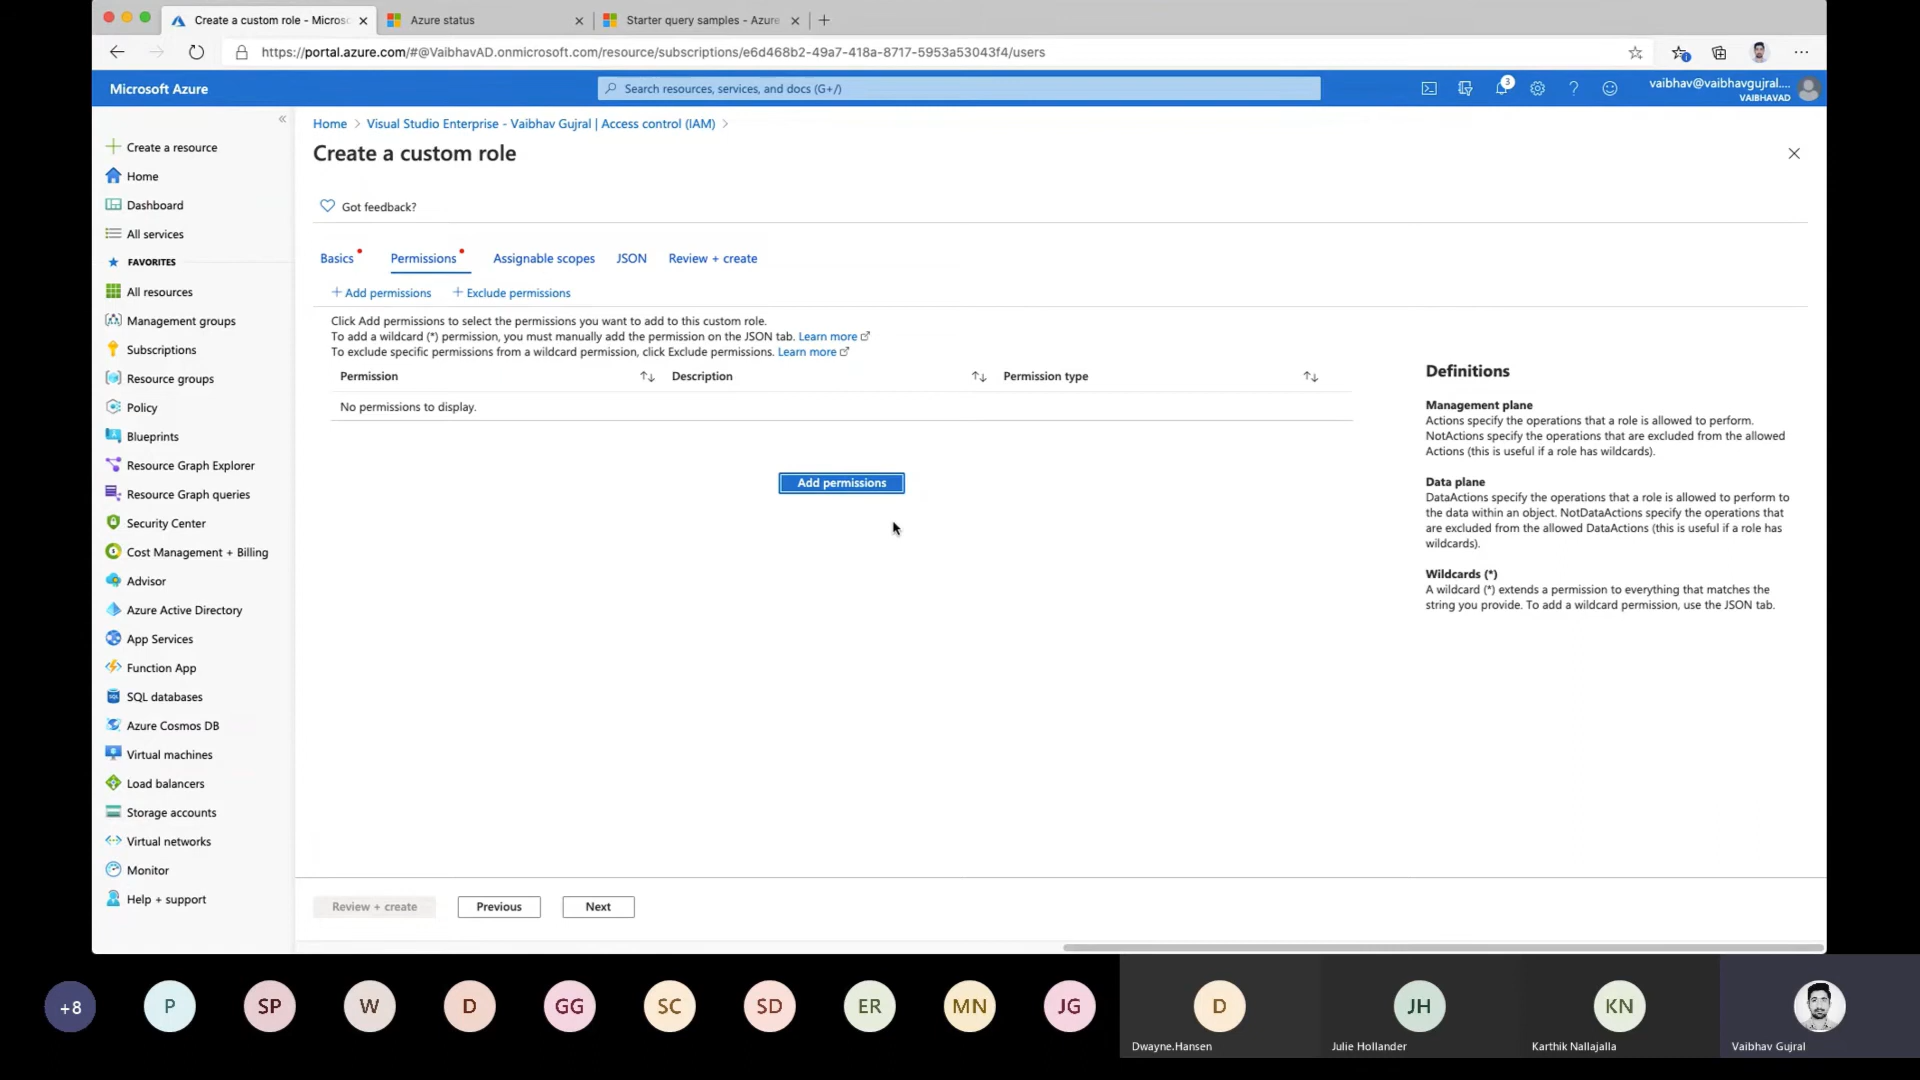 Create a custom role - Micros
Azure status
Starter query samples - Azure
https://portal.azure.com/#@VaibhavAD.onmicrosoft.com/resource/subscriptions/e6d468b2-49a7-418a-8717-5953a53043f4/users
Microsoft Azure
Search resources, services, and docs (G+/)
3
vaibhav@vaibhavgujral....
VAIBHAVAD
Create a resource
Home
Dashboard
All services
FAVORITES
All resources
Management groups
Subscriptions
Resource groups
Policy
Blueprints
Resource Graph Explorer
Resource Graph queries
Security Center
Cost Management + Billing
Advisor
Azure Active Directory
App Services
Function App
SQL databases
Azure Cosmos DB
Virtual machines
Load balancers
Storage accounts
Virtual networks
Monitor
Help + support
Home > Visual Studio Enterprise - Vaibhav Gujral | Access control (IAM) >
Create a custom role
Got feedback?
Basics Permissions Assignable scopes JSON Review + create
+ Add permissions + Exclude permissions
Click Add permissions to select the permissions you want to add to this custom role.
To add a wildcard (*) permission, you must manually add the permission on the JSON tab. Learn more
To exclude specific permissions from a wildcard permission, click Exclude permissions. Learn more
Permission Description Permission type
No permissions to display.
Add permissions
Definitions
Management plane
Actions specify the operations that a role is allowed to perform.
NotActions specify the operations that are excluded from the allowed
Actions (this is useful if a role has wildcards).
Data plane
DataActions specify the operations that a role is allowed to perform to
the data within an object. NotDataActions specify the operations that
are excluded from the allowed DataActions (this is useful if a role has
wildcards).
Wildcards (*)
A wildcard (*) extends a permission to everything that matches the
string you provide. To add a wildcard permission, use the JSON tab.
Review + create Previous Next
+8 P SP W D GG SC SD ER MN JG D JH KN
Dwayne.Hansen Julie Hollander Karthik Nallajalla Vaibhav Gujral